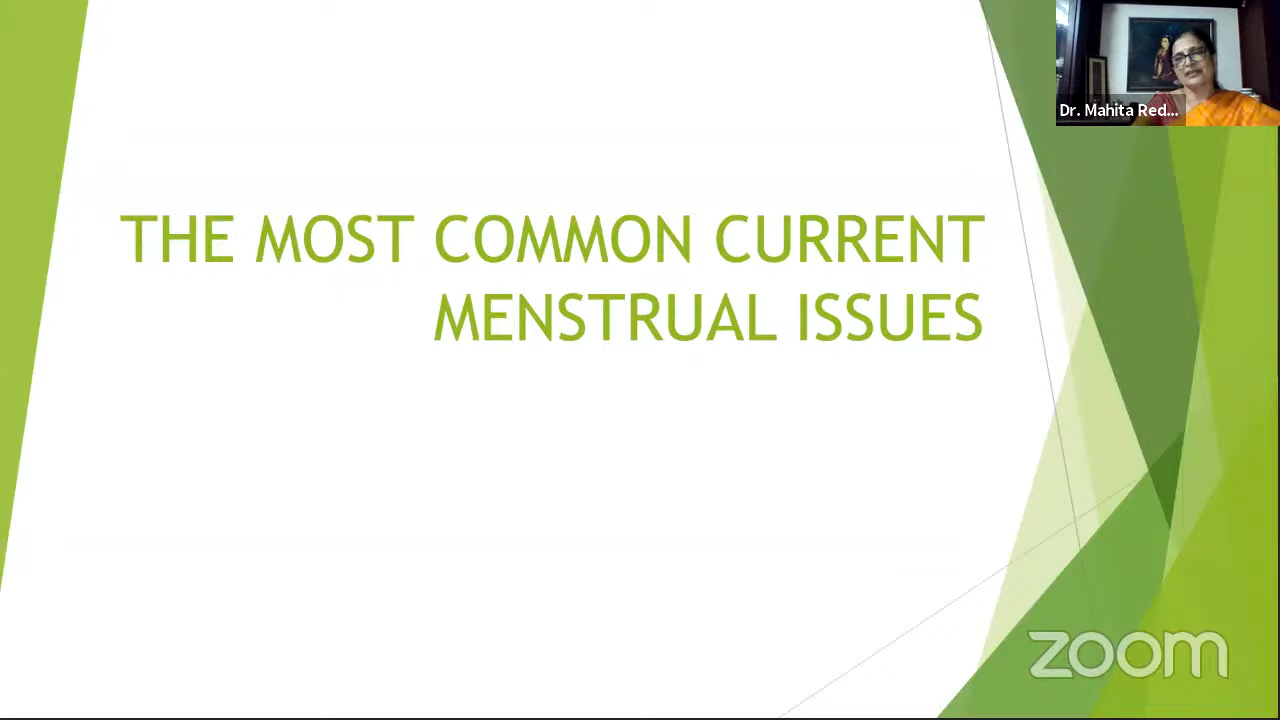 Dr. Mahita Red...
THE MOST COMMON CURRENT
MENSTRUAL ISSUES
zoom